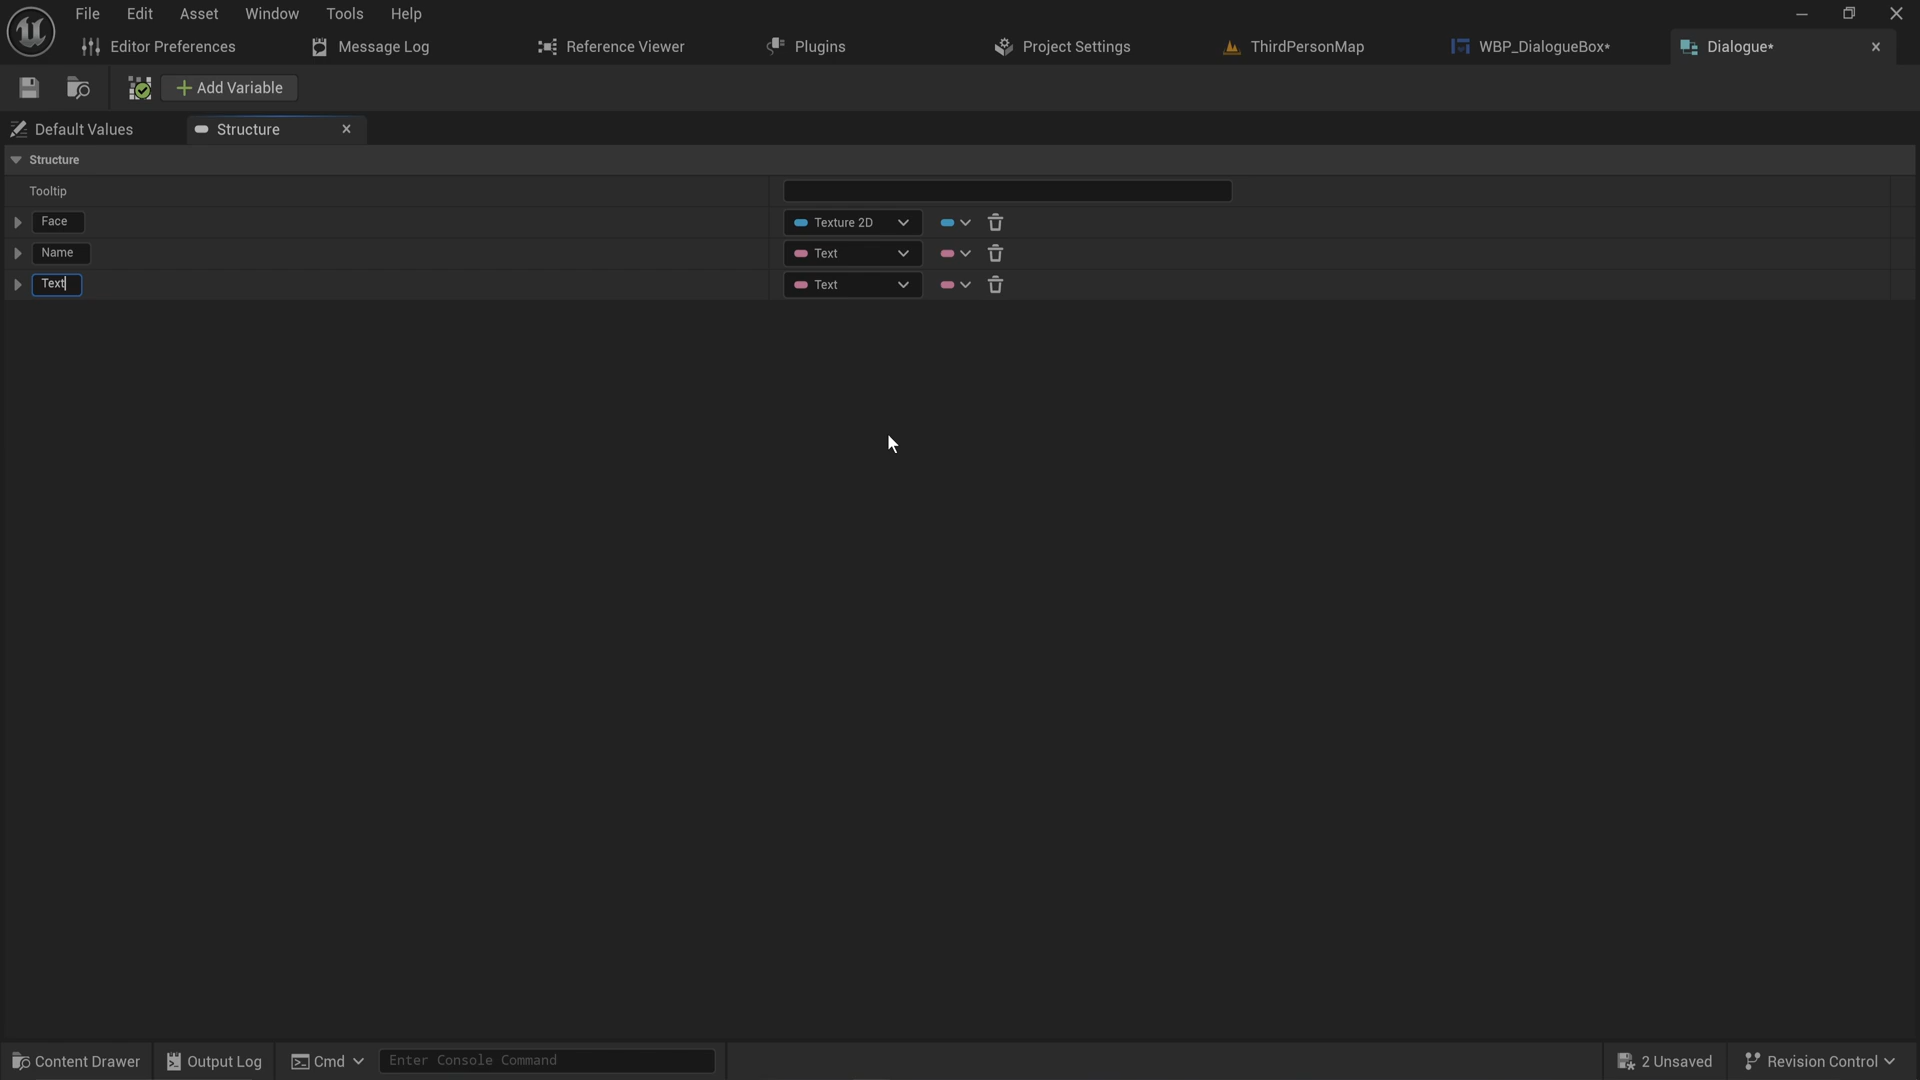 File Edit Asset Window Tools Help
Editor Preferences Message Log Reference Viewer Plugins Project Settings ThirdPersonMap WBP_DialogueBox* Dialogue*
Add Variable
Default Values Structure
Structure
Tooltip
Face Texture 2D
Name Text
Text Text
Content Drawer Output Log Cmd Enter Console Command 2 Unsaved Revision Control